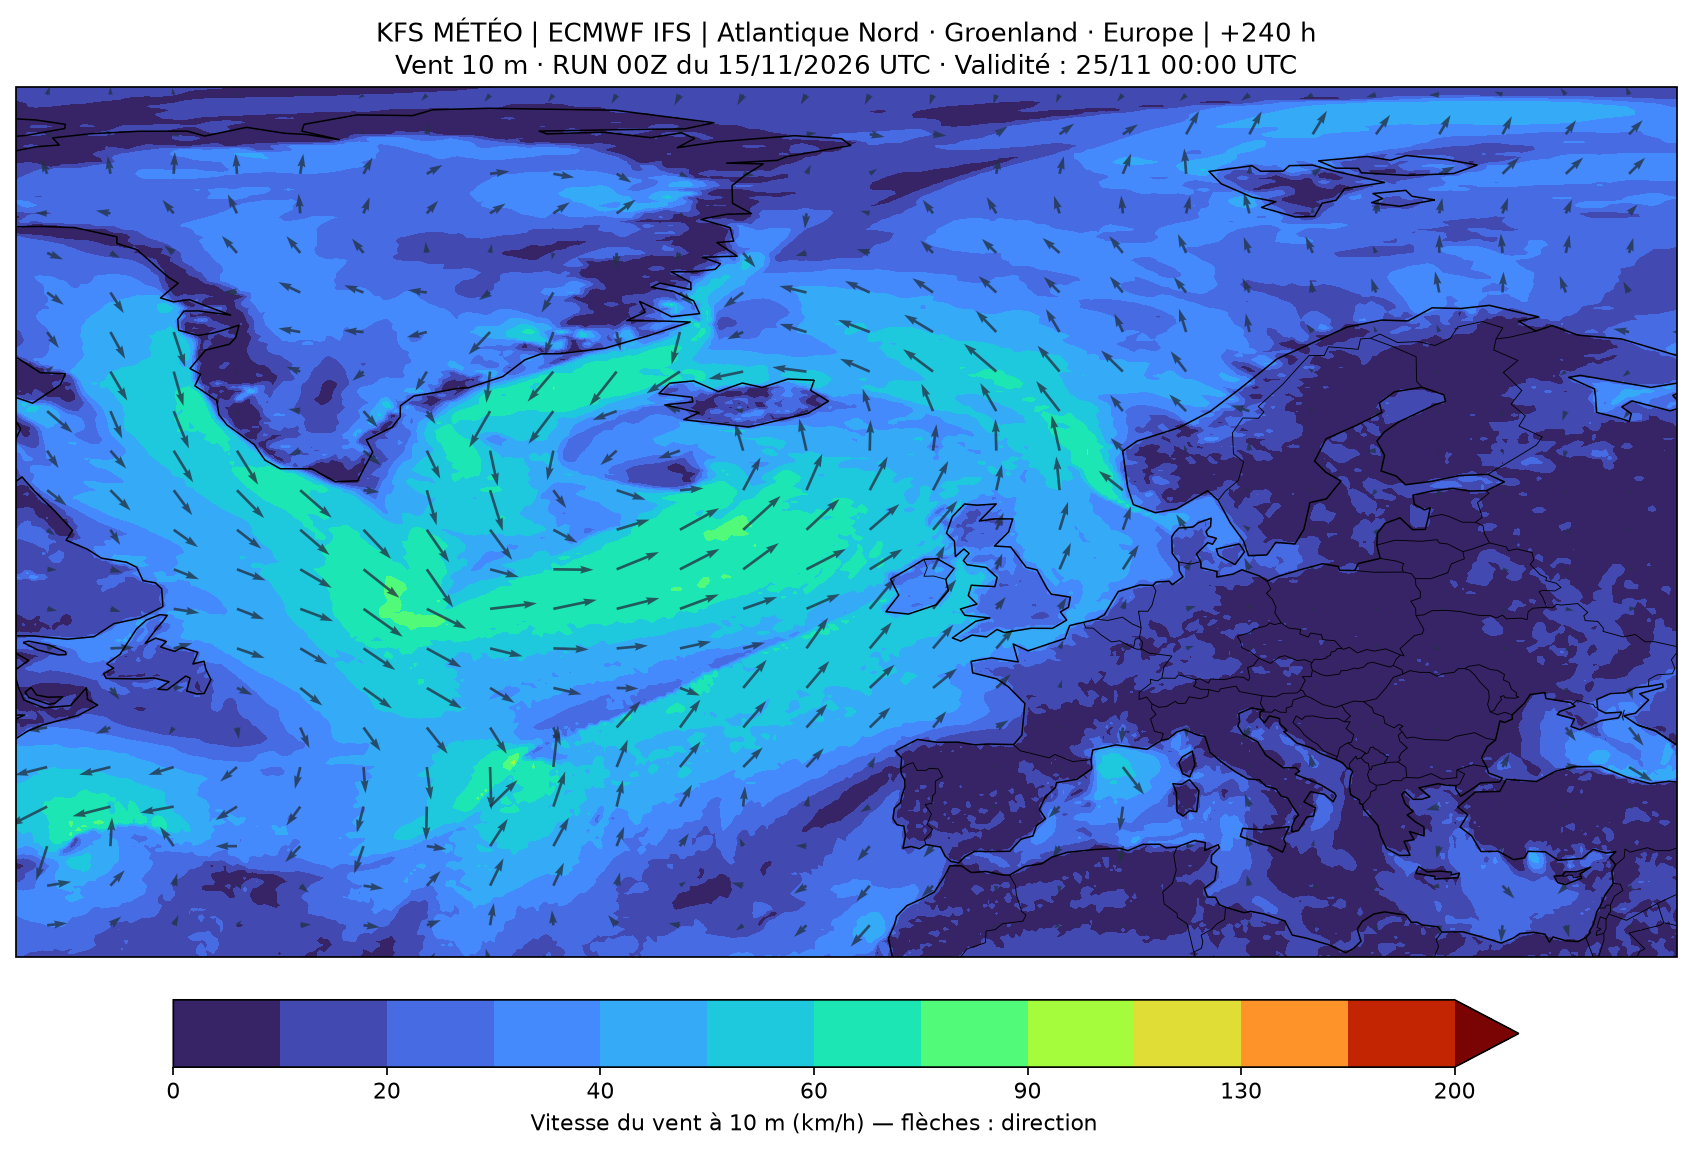 KFS MÉTÉO | ECMWF IFS | Atlantique Nord · Groenland · Europe | +240 h
Vent 10 m · RUN 00Z du 15/11/2026 UTC · Validité : 25/11 00:00 UTC
0 20 40 60 90 130 200
Vitesse du vent à 10 m (km/h) — flèches : direction